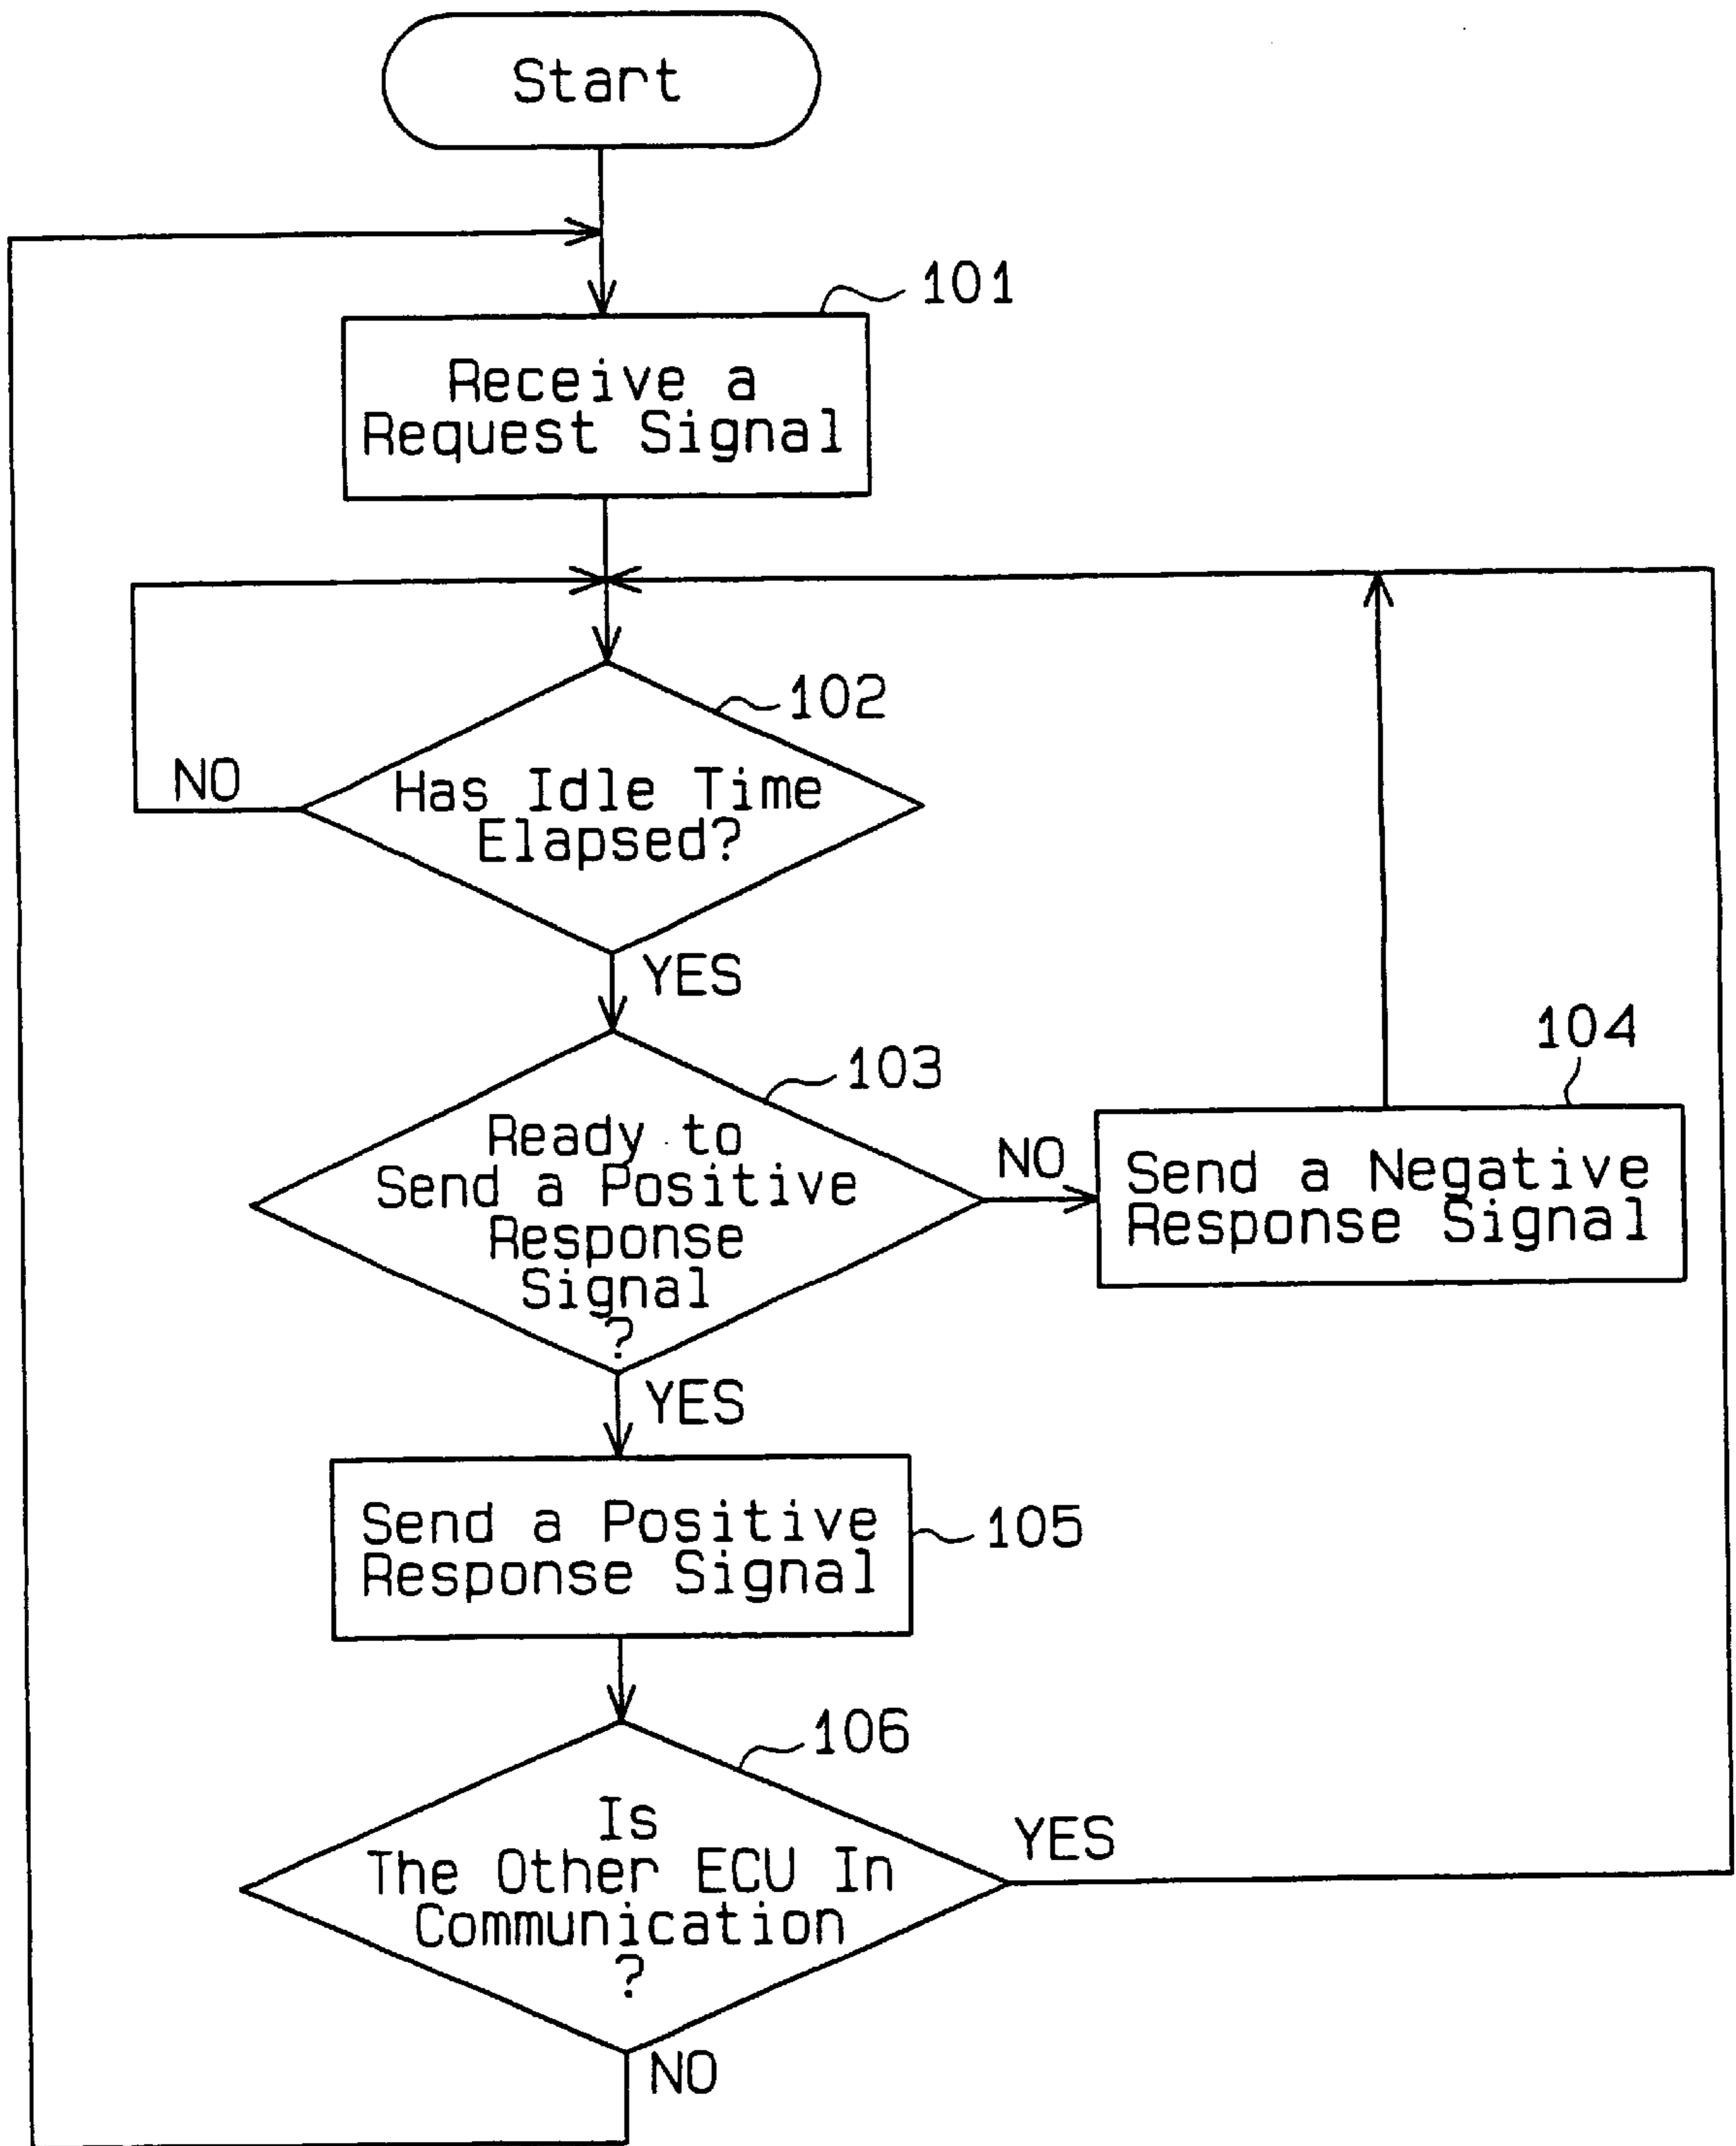 Start
101
Receive a
Request Signal
102
NO
Has Idle Time
Elapsed?
YES
103
104
Ready to
Send a Positive
Response
Signal
?
NO
Send a Negative
Response Signal
YES
Send a Positive
Response Signal
105
106
Is
The Other ECU In
Communication
?
YES
NO